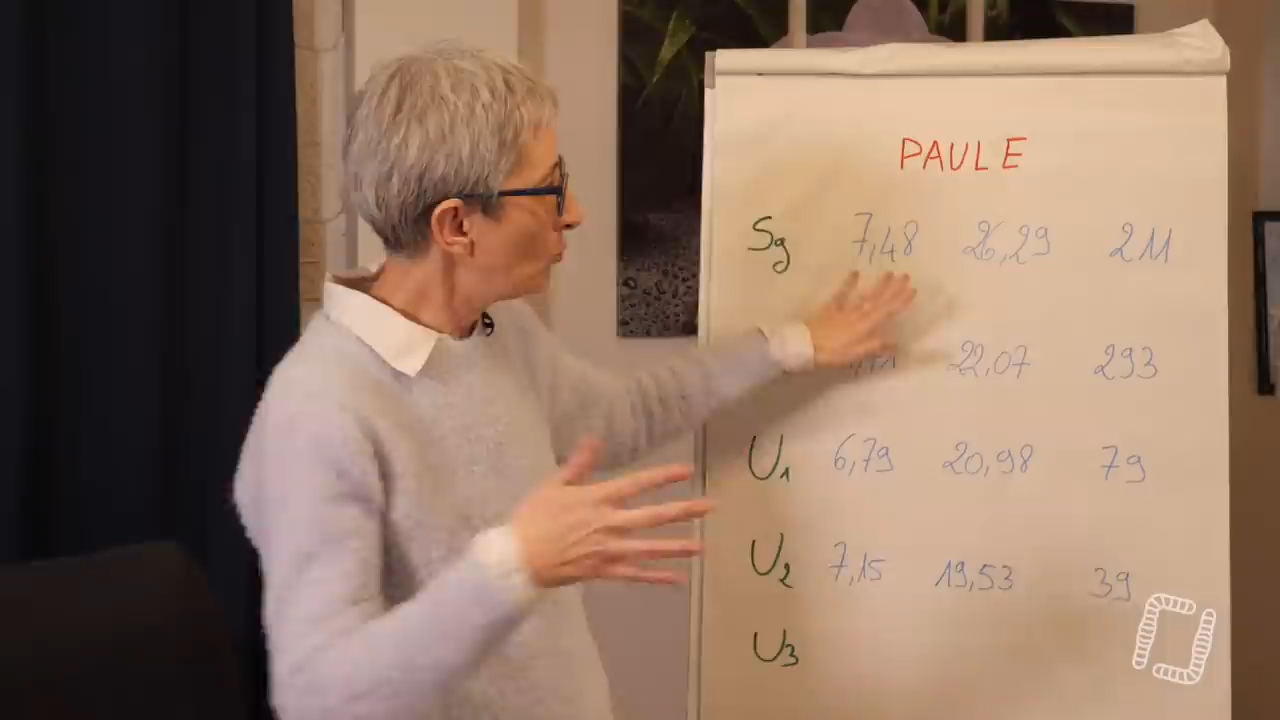 PAULE
Sg 7,48 26,29 211
22,07 293
U1 6,79 20,98 79
U2 7,15 19,53 39
U3